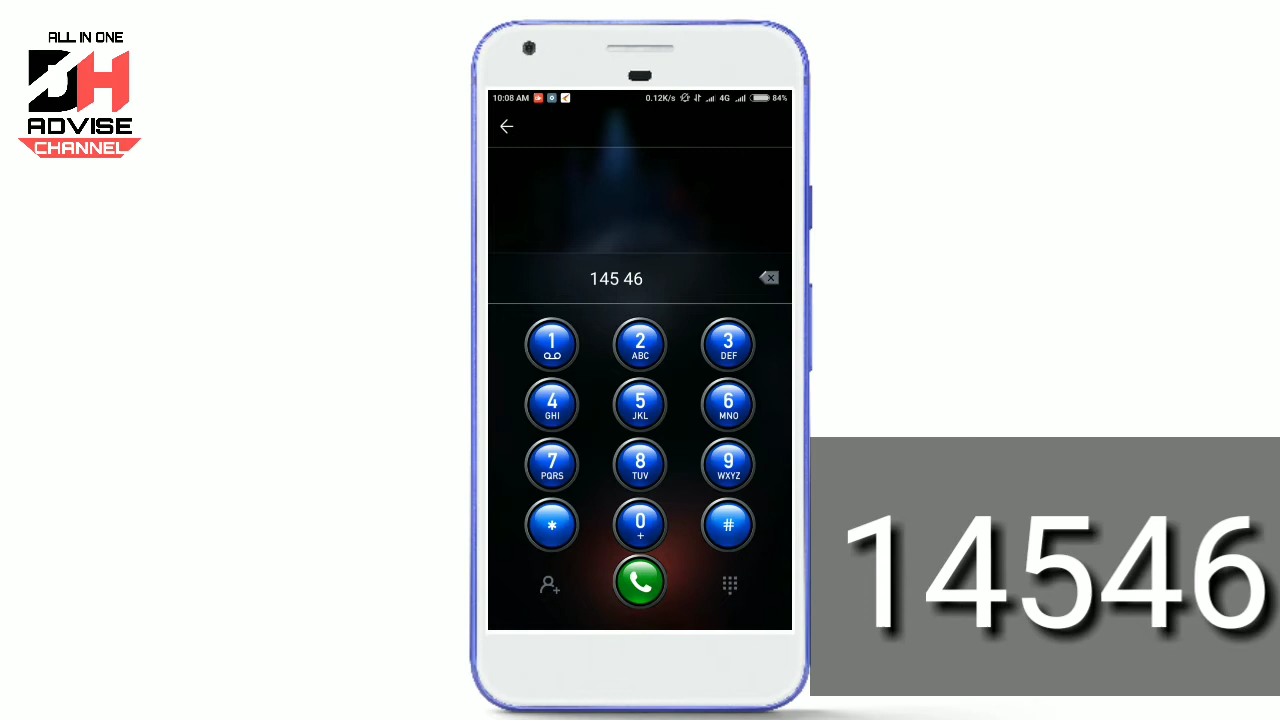 ALL IN ONE
DH
ADVISE
CHANNEL
10:08 AM
0.12K/s
4G
84%
145 46
1
2
ABC
3
DEF
4
GHI
5
JKL
6
MNO
7
PQRS
8
TUV
9
WXYZ
*
0
+
#
14546